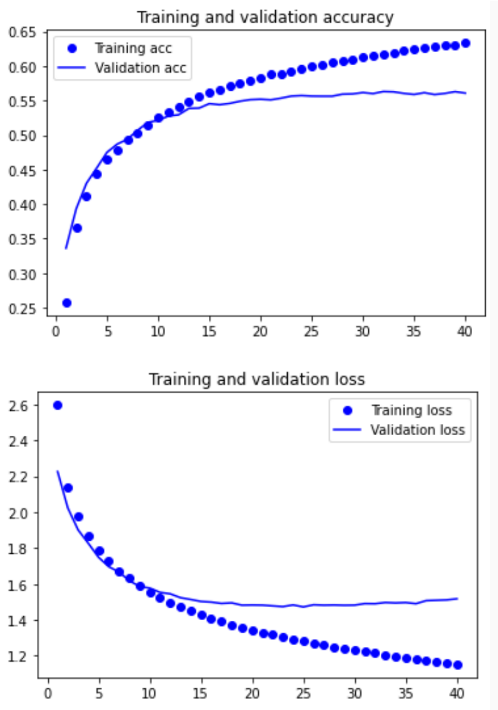 Training and validation accuracy
0.65
0.60
0.55
0.50
0.45
0.40
0.35
0.30
0.25
Training acc
Validation acc
0 5 10 15 20 25 30 35 40
Training and validation loss
2.6
2.4
2.2
2.0
1.8
1.6
1.4
1.2
Training loss
Validation loss
0 5 10 15 20 25 30 35 40